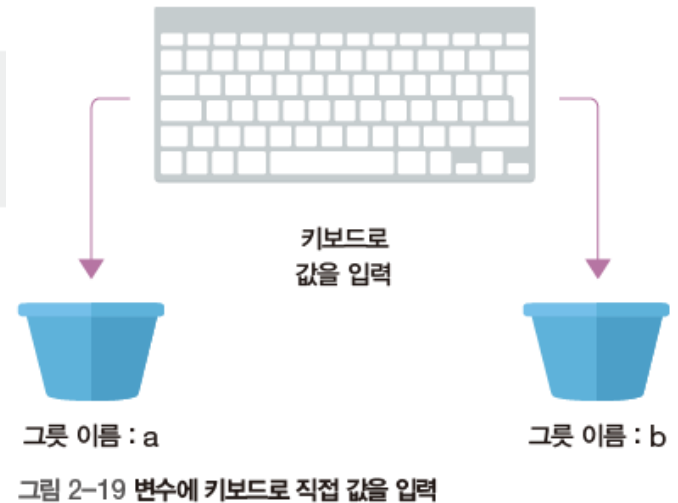 키보드로
값을 입력
그릇 이름 : a
그릇 이름 : b
그림 2-19 변수에 키보드로 직접 값을 입력